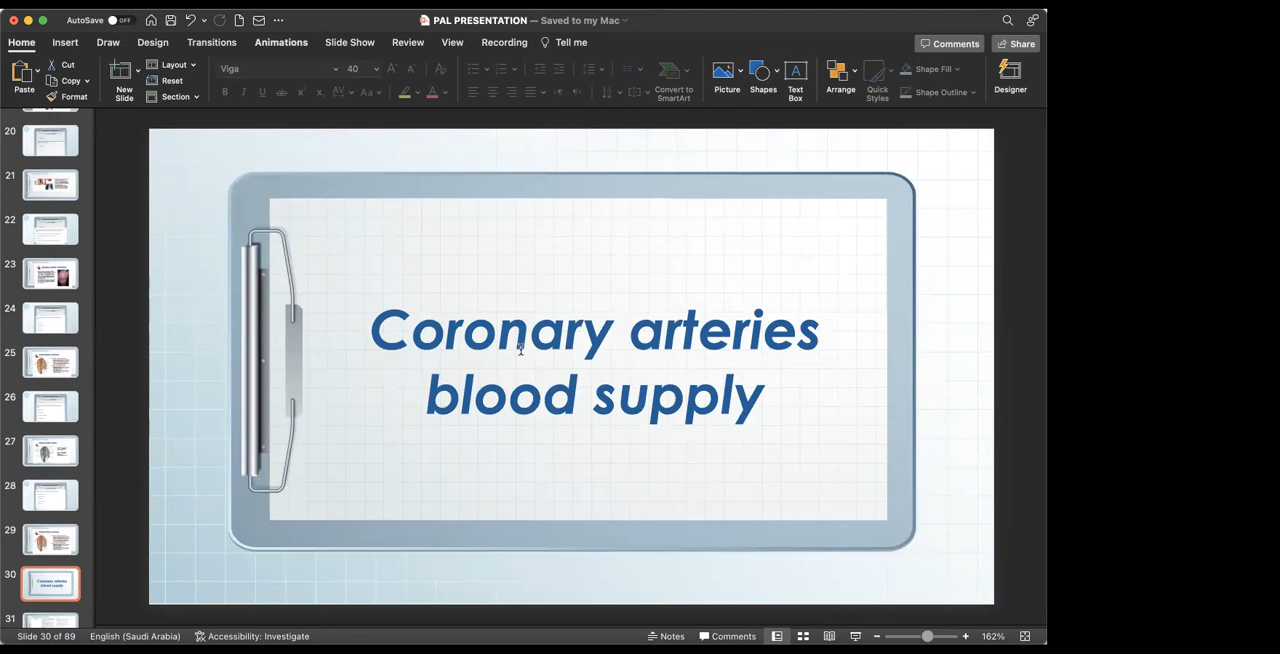 AutoSave OFF
PAL PRESENTATION — Saved to my Mac
Home Insert Draw Design Transitions Animations Slide Show Review View Recording Tell me Comments Share
Paste Cut Copy Format
New Slide Layout Reset Section
Viga 40
Convert to SmartArt
Picture Shapes Text Box Arrange Quick Styles Shape Fill Shape Outline Designer
20
21
22
23
24
25
26
27
28
29
30
31
Coronary arteries
blood supply
Coronary arteries
blood supply
Slide 30 of 89 English (Saudi Arabia) Accessibility: Investigate Notes Comments 162%